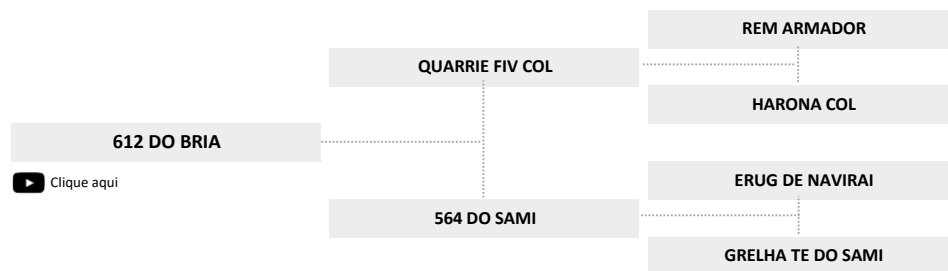 REM ARMADOR
QUARRIE FIV COL
HARONA COL
612 DO BRIA
Clique aqui
ERUG DE NAVIRAI
564 DO SAMI
GRELHA TE DO SAMI